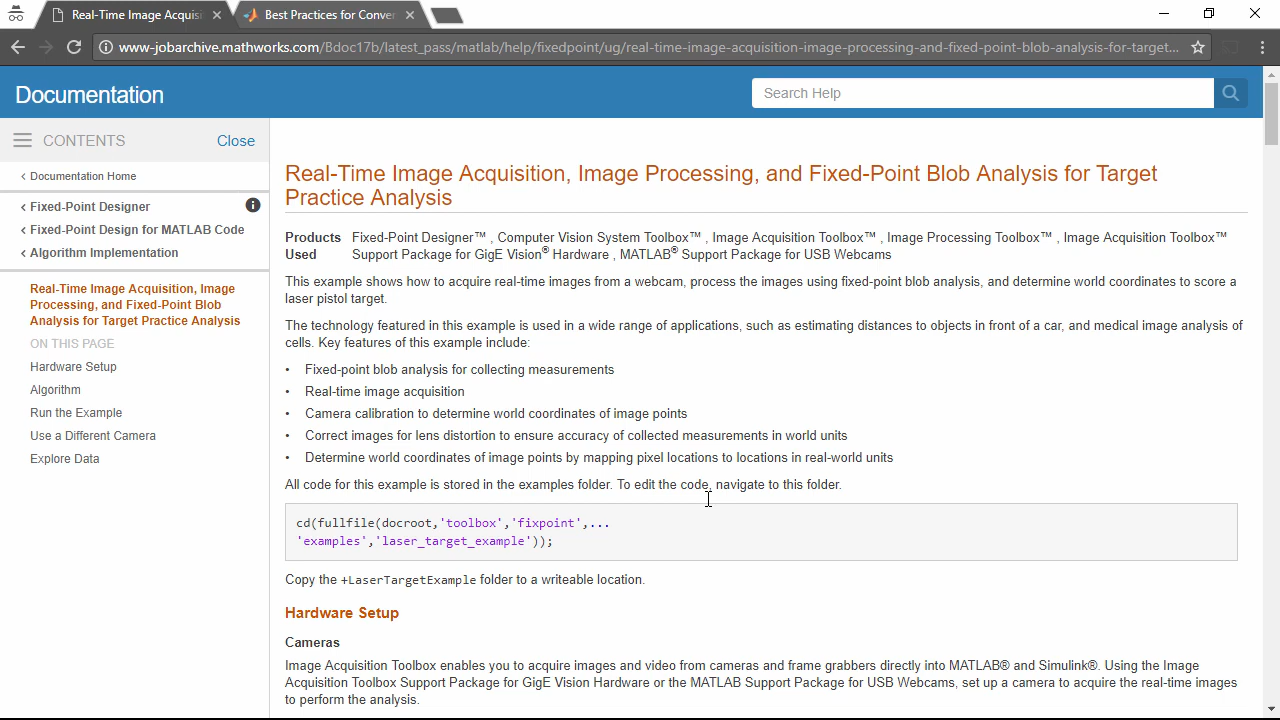 Real-Time Image Acquis
Best Practices for Conver
www-jobarchive.mathworks.com/Bdoc17b/latest_pass/matlab/help/fixedpoint/ug/real-time-image-acquisition-image-processing-and-fixed-point-blob-analysis-for-target...
Documentation
Search Help
CONTENTS
Close
Documentation Home
Fixed-Point Designer
Fixed-Point Design for MATLAB Code
Algorithm Implementation
Real-Time Image Acquisition, Image
Processing, and Fixed-Point Blob
Analysis for Target Practice Analysis
ON THIS PAGE
Hardware Setup
Algorithm
Run the Example
Use a Different Camera
Explore Data
Real-Time Image Acquisition, Image Processing, and Fixed-Point Blob Analysis for Target
Practice Analysis
Products Fixed-Point Designer™ , Computer Vision System Toolbox™ , Image Acquisition Toolbox™ , Image Processing Toolbox™ , Image Acquisition Toolbox™
Used Support Package for GigE Vision® Hardware , MATLAB® Support Package for USB Webcams
This example shows how to acquire real-time images from a webcam, process the images using fixed-point blob analysis, and determine world coordinates to score a
laser pistol target.
The technology featured in this example is used in a wide range of applications, such as estimating distances to objects in front of a car, and medical image analysis of
cells. Key features of this example include:
• Fixed-point blob analysis for collecting measurements
• Real-time image acquisition
• Camera calibration to determine world coordinates of image points
• Correct images for lens distortion to ensure accuracy of collected measurements in world units
• Determine world coordinates of image points by mapping pixel locations to locations in real-world units
All code for this example is stored in the examples folder. To edit the code, navigate to this folder.
cd(fullfile(docroot,'toolbox','fixpoint',...
'examples','laser_target_example'));
Copy the +LaserTargetExample folder to a writeable location.
Hardware Setup
Cameras
Image Acquisition Toolbox enables you to acquire images and video from cameras and frame grabbers directly into MATLAB® and Simulink®. Using the Image
Acquisition Toolbox Support Package for GigE Vision Hardware or the MATLAB Support Package for USB Webcams, set up a camera to acquire the real-time images
to perform the analysis.